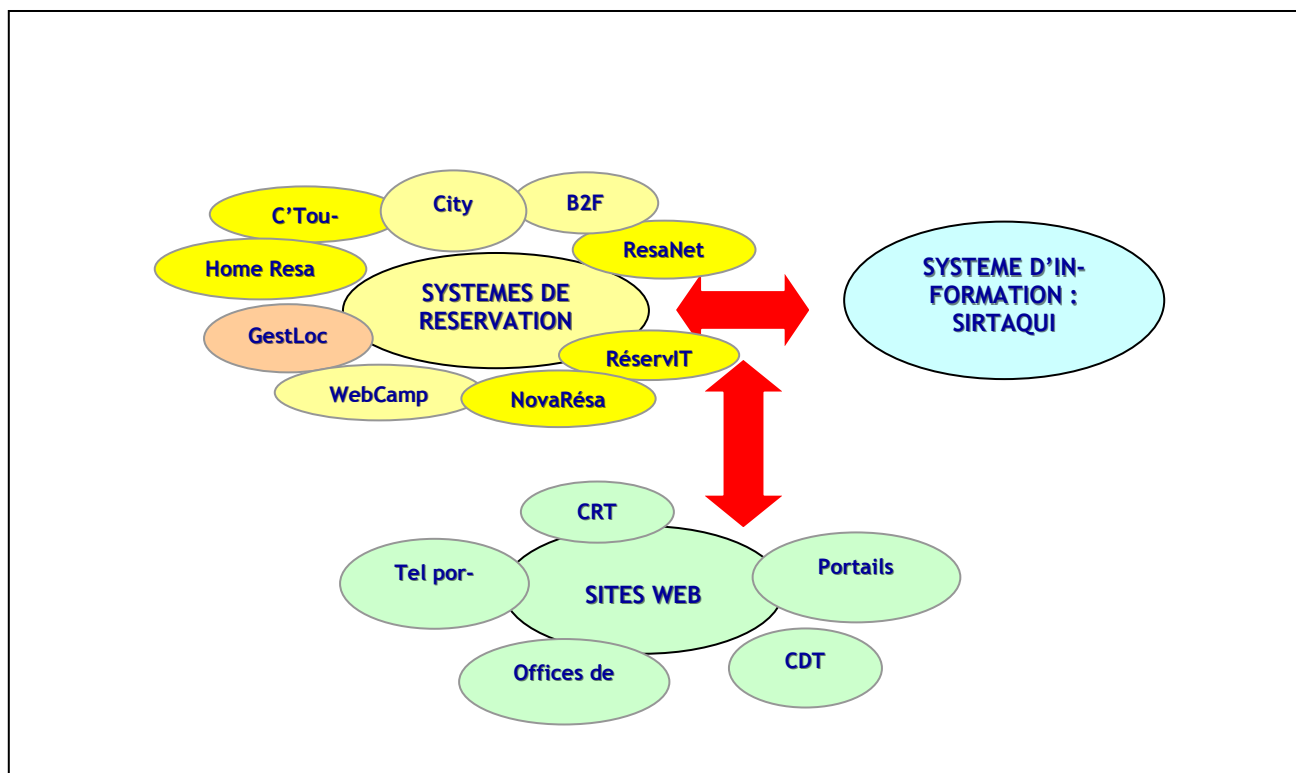 C'Tou-
City
B2F
ResaNet
Home Resa
SYSTEMES DE
RESERVATION
GestLoc
RéservIT
WebCamp
NovaRésa
SYSTEME D'IN-
FORMATION :
SIRTAQUI
CRT
Tel por-
Portails
SITES WEB
Offices de
CDT